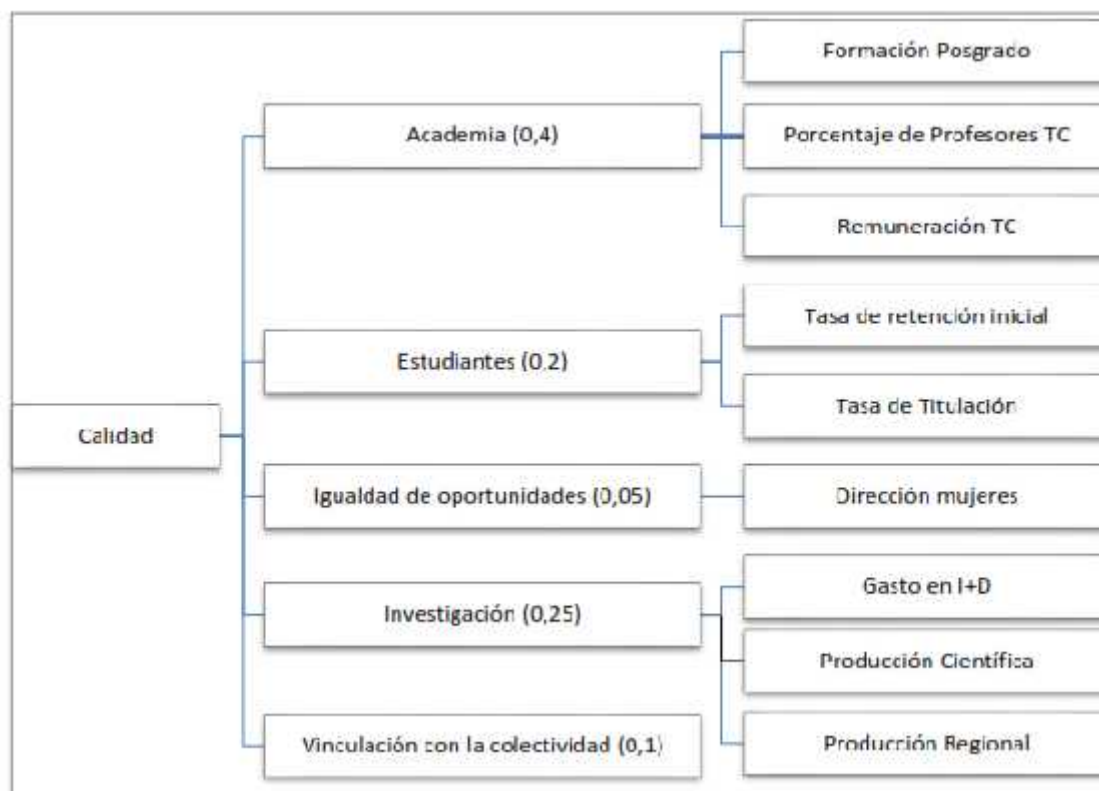 Calidad
Academia (0,4)
Formación Posgrado
Porcentaje de Profesores TC
Remuneración TC
Estudiantes (0,2)
Tasa de retención inicial
Tasa de Titulación
Igualdad de oportunidades (0,05)
Dirección mujeres
Investigación (0,25)
Gasto en I+D
Producción Científica
Producción Regional
Vinculación con la colectividad (0,1)